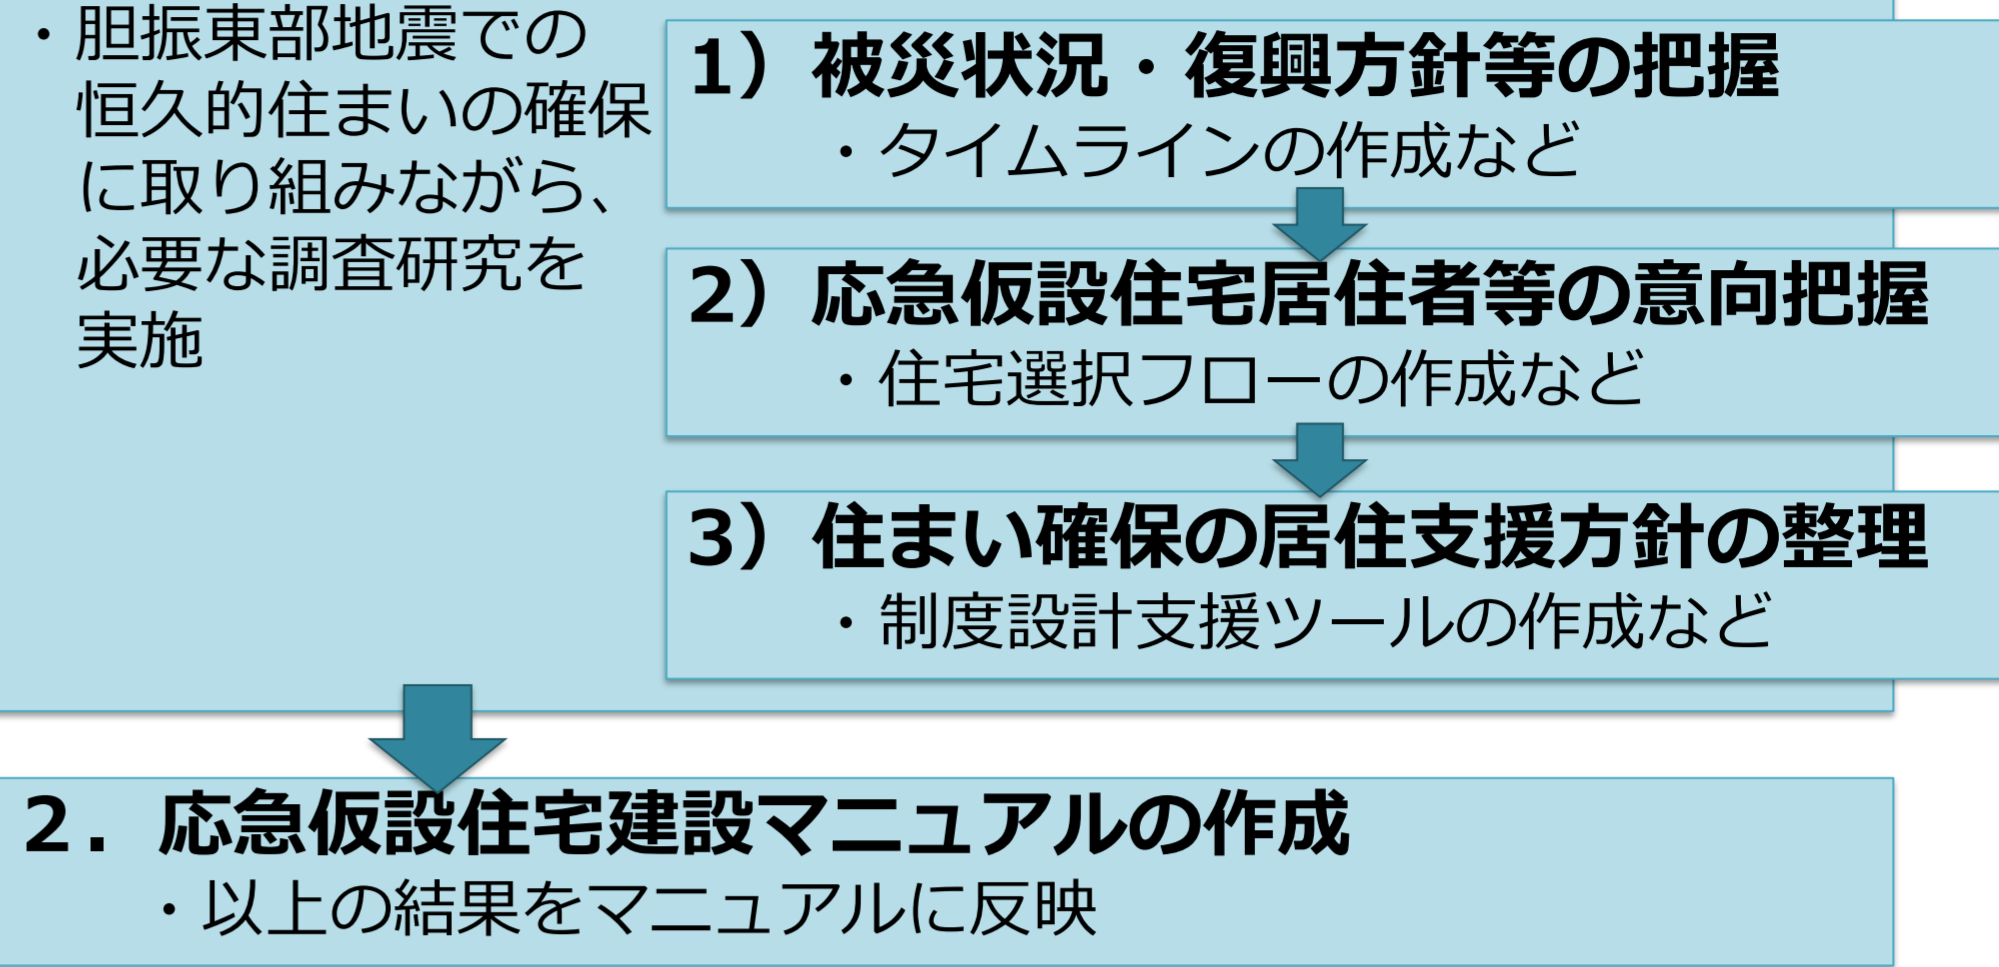 ・胆振東部地震での
恒久的住まいの確保
に取り組みながら、
必要な調査研究を
実施
1）被災状況・復興方針等の把握
・タイムラインの作成など
2）応急仮設住宅居住者等の意向把握
・住宅選択フローの作成など
3）住まい確保の居住支援方針の整理
・制度設計支援ツールの作成など
2．応急仮設住宅建設マニュアルの作成
・以上の結果をマニュアルに反映